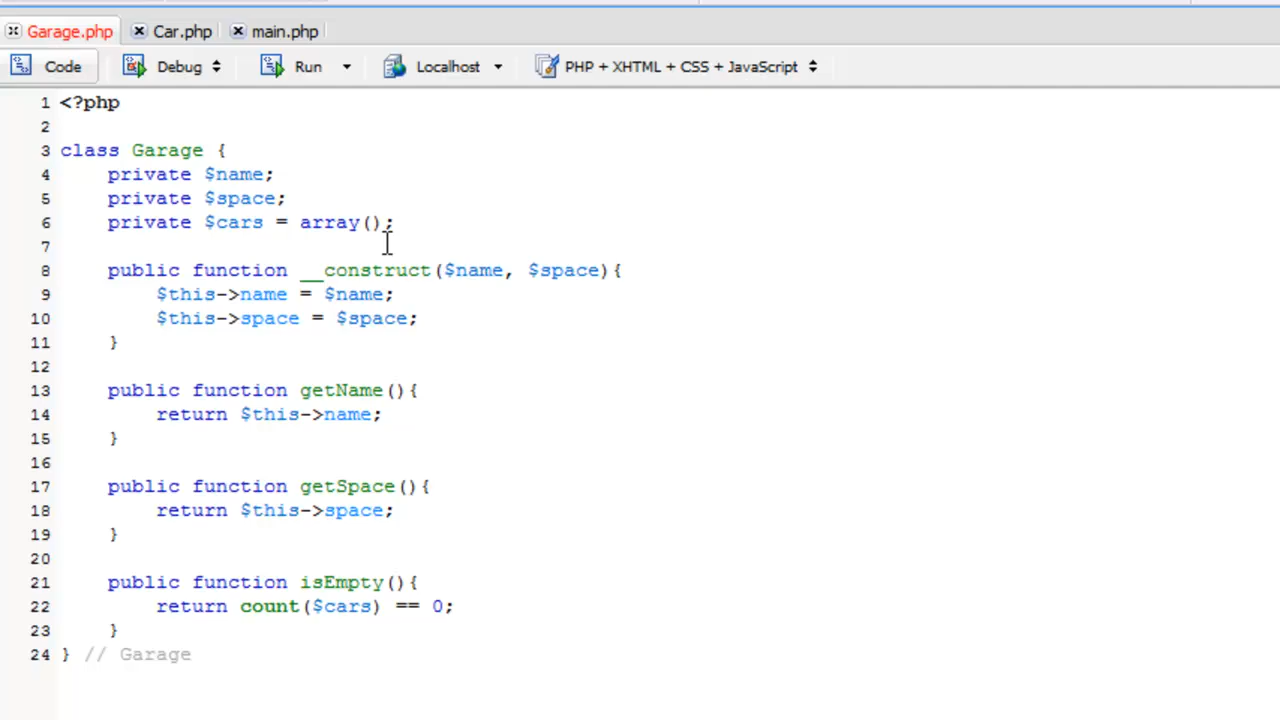 Garage.php Car.php main.php
Code Debug Run Localhost PHP + XHTML + CSS + JavaScript
1 <?php
2
3 class Garage {
4 private $name;
5 private $space;
6 private $cars = array();
7
8 public function __construct($name, $space){
9 $this->name = $name;
10 $this->space = $space;
11 }
12
13 public function getName(){
14 return $this->name;
15 }
16
17 public function getSpace(){
18 return $this->space;
19 }
20
21 public function isEmpty(){
22 return count($cars) == 0;
23 }
24 } // Garage